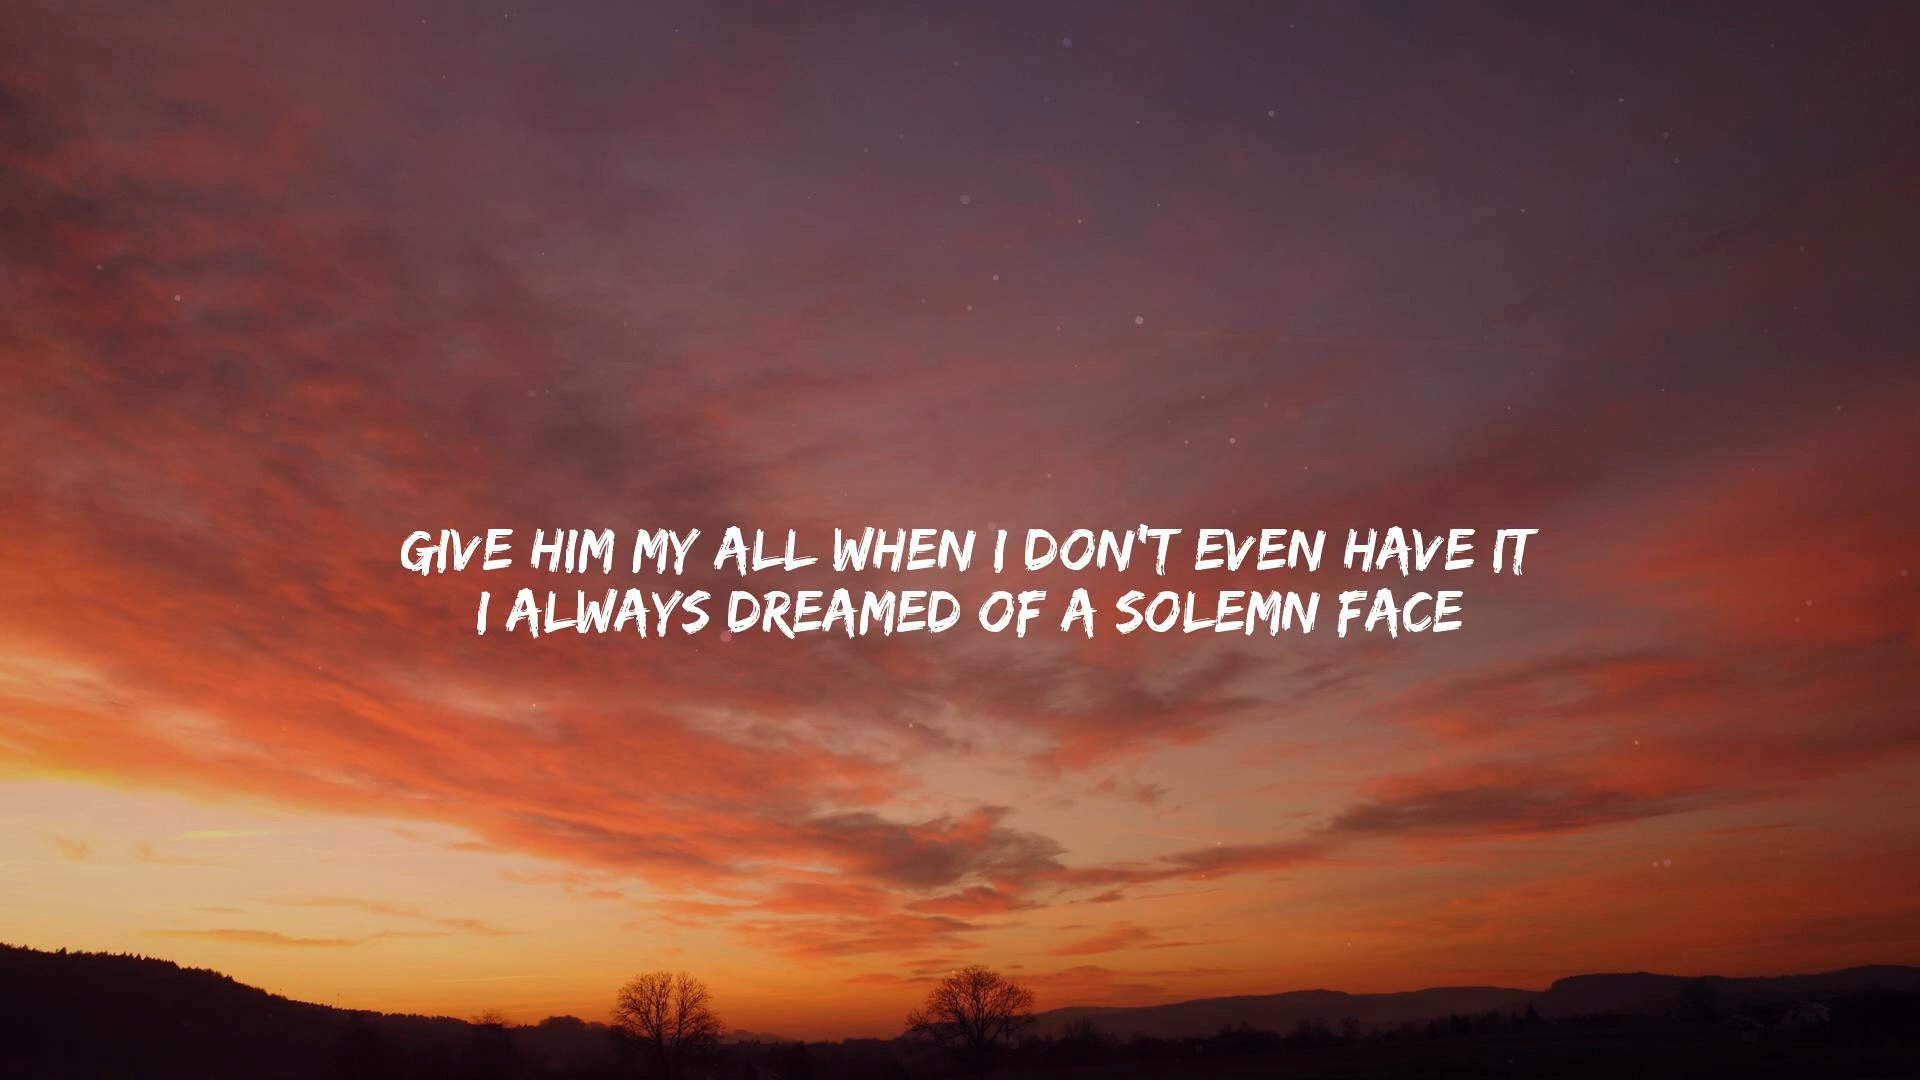 GIVE HIM MY ALL WHEN I DON'T EVEN HAVE IT
I ALWAYS DREAMED OF A SOLEMN FACE